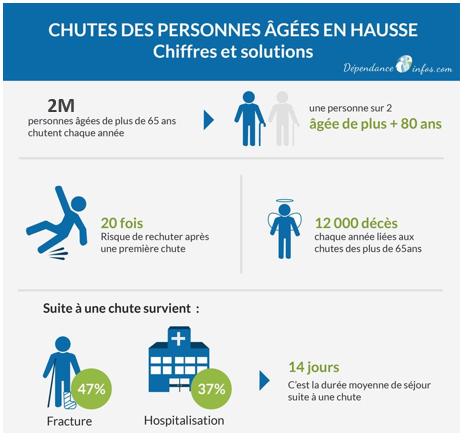 CHUTES DES PERSONNES ÂGÉES EN HAUSSE
Chiffres et solutions
Dépendance infos.com
2M
personnes âgées de plus de 65 ans
chutent chaque année
une personne sur 2
âgée de plus + 80 ans
20 fois
Risque de rechuter après
une première chute
12 000 décès
chaque année liées aux
chutes des plus de 65ans
Suite à une chute survient :
47%
Fracture
37%
Hospitalisation
14 jours
C'est la durée moyenne de séjour
suite à une chute